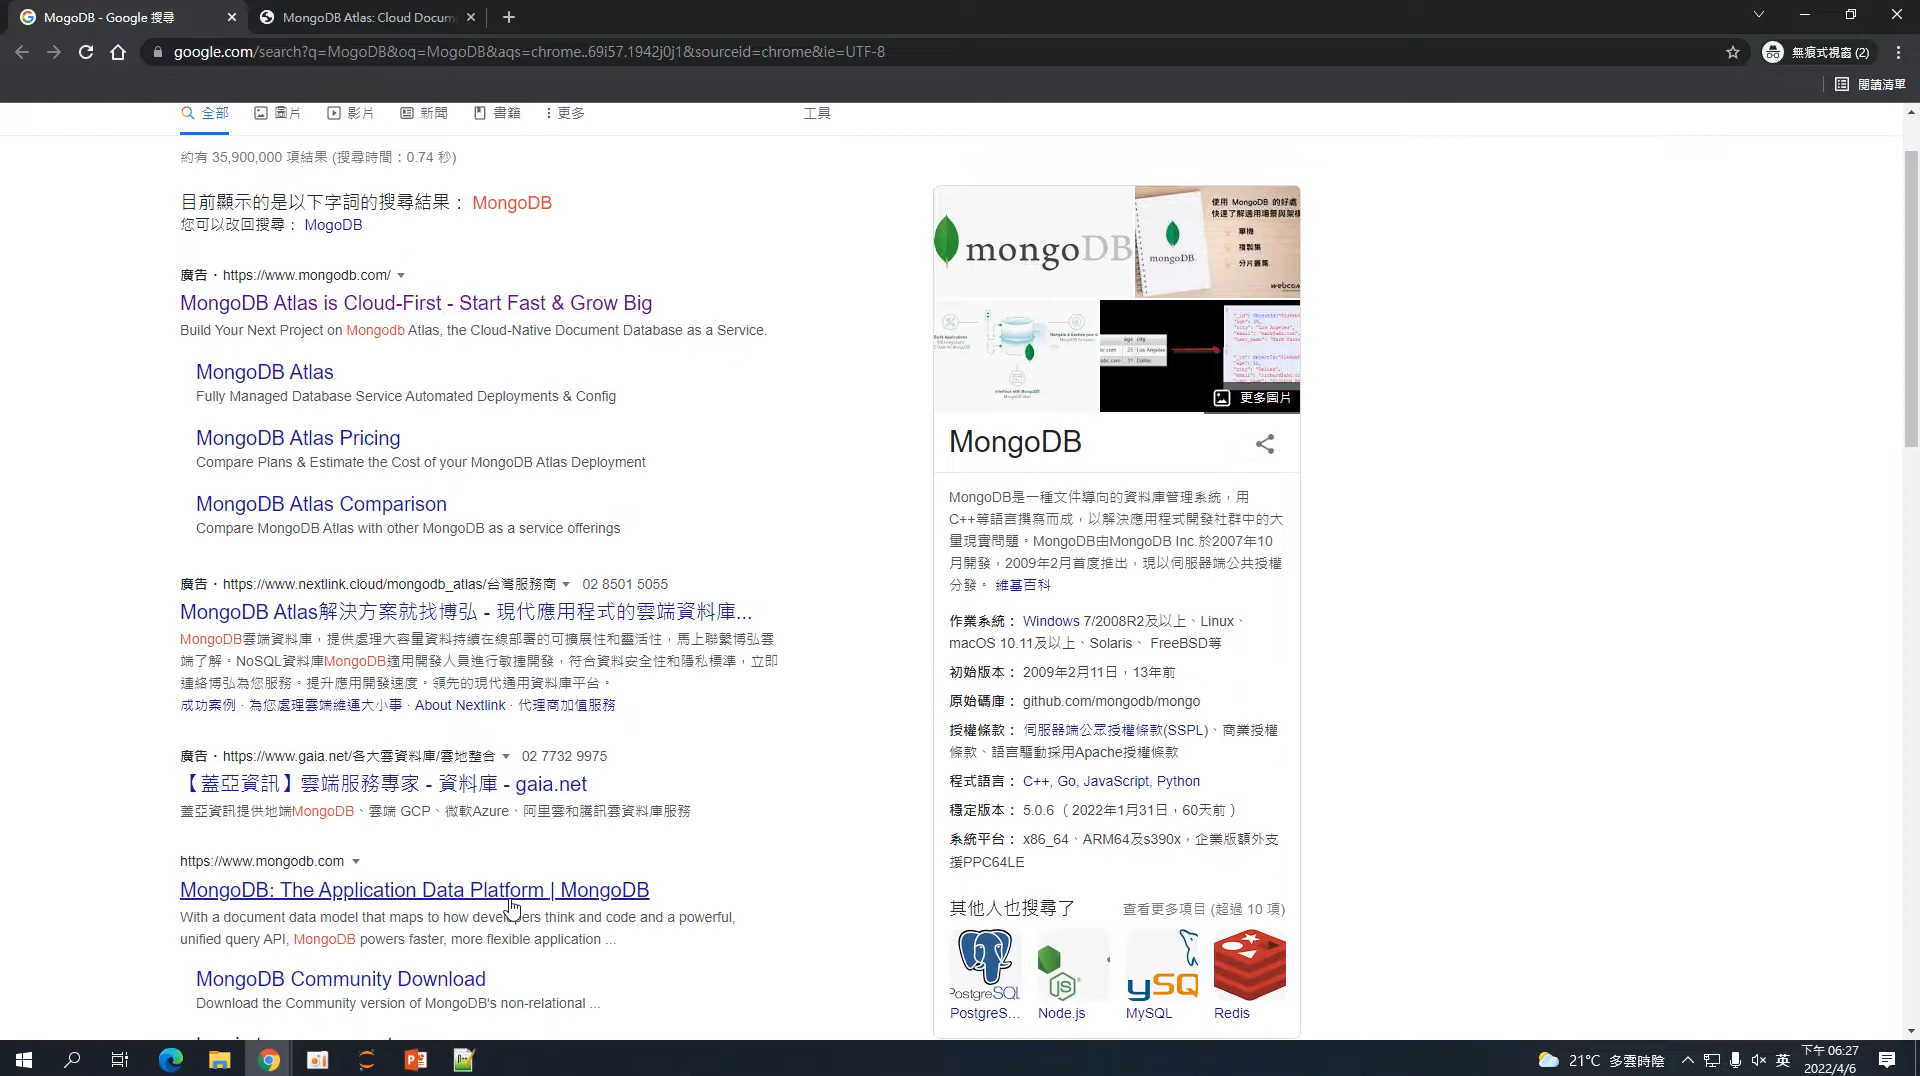 MogoDB - Google 搜尋
MongoDB Atlas: Cloud Docum
google.com/search?q=MogoDB&oq=MogoDB&aqs=chrome..69i57.1942j0j1&sourceid=chrome&ie=UTF-8
無痕式視窗 (2)
閱讀清單
全部
圖片
影片
新聞
書籍
更多
工具
約有 35,900,000 項結果 (搜尋時間：0.74 秒)
目前顯示的是以下字詞的搜尋結果： MongoDB
您可以改回搜尋： MogoDB
廣告・https://www.mongodb.com/
MongoDB Atlas is Cloud-First - Start Fast & Grow Big
Build Your Next Project on Mongodb Atlas, the Cloud-Native Document Database as a Service.
MongoDB Atlas
Fully Managed Database Service Automated Deployments & Config
MongoDB Atlas Pricing
Compare Plans & Estimate the Cost of your MongoDB Atlas Deployment
MongoDB Atlas Comparison
Compare MongoDB Atlas with other MongoDB as a service offerings
廣告・https://www.nextlink.cloud/mongodb_atlas/台灣服務商 02 8501 5055
MongoDB Atlas解決方案就找博弘 - 現代應用程式的雲端資料庫...
MongoDB雲端資料庫，提供處理大容量資料持續在線部署的可擴展性和靈活性，馬上聯繫博弘雲
端了解。NoSQL資料庫MongoDB適用開發人員進行敏捷開發，符合資料安全性和隱私標準，立即
連絡博弘為您服務。提升應用開發速度。領先的現代通用資料庫平台。
成功案例 · 為您處理雲端維運大小事 · About Nextlink · 代理商加值服務
廣告・https://www.gaia.net/各大雲資料庫/雲地整合 02 7732 9975
【蓋亞資訊】雲端服務專家 - 資料庫 - gaia.net
蓋亞資訊提供地端MongoDB、雲端 GCP、微軟Azure、阿里雲和騰訊雲資料庫服務
https://www.mongodb.com
MongoDB: The Application Data Platform | MongoDB
With a document data model that maps to how developers think and code and a powerful,
unified query API, MongoDB powers faster, more flexible application ...
MongoDB Community Download
Download the Community version of MongoDB's non-relational ...
mongoDB
使用 MongoDB 的好處
快速了解適用場景與架構
單機
複製集
分片叢集
mongoDB.
更多圖片
MongoDB
MongoDB是一種文件導向的資料庫管理系統，用
C++等語言撰寫而成，以解決應用程式開發社群中的大
量現實問題。MongoDB由MongoDB Inc.於2007年10
月開發，2009年2月首度推出，現以伺服器端公共授權
分發。 維基百科
作業系統： Windows 7/2008R2及以上、Linux、
macOS 10.11及以上、Solaris、 FreeBSD等
初始版本： 2009年2月11日，13年前
原始碼庫： github.com/mongodb/mongo
授權條款： 伺服器端公眾授權條款(SSPL)、商業授權
條款、語言驅動採用Apache授權條款
程式語言： C++, Go, JavaScript, Python
穩定版本： 5.0.6 （ 2022年1月31日，60天前 ）
系統平台： x86_64、ARM64及s390x，企業版額外支
援PPC64LE
其他人也搜尋了
查看更多項目 (超過 10 項)
PostgreSQL
ySQ
PostgreS...
Node.js
MySQL
Redis
21°C 多雲時陰
英
下午 06:27
2022/4/6